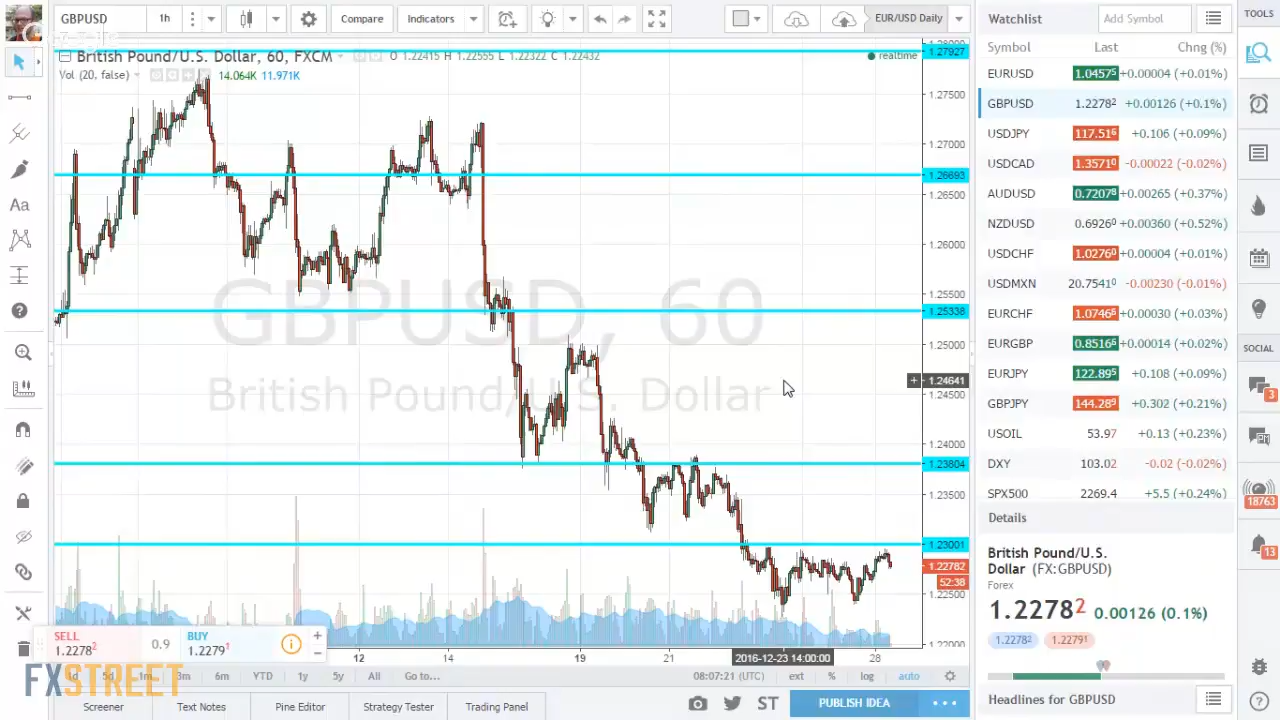 GBPUSD 1h Compare Indicators EUR/USD Daily
Watchlist Add Symbol TOOLS
British Pound/U.S. Dollar, 60, FXCM O 1.22415 H 1.22555 L 1.22322 C 1.22432 realtime
Vol (20, false) 14.064K 11.971K
1.27927
1.27500
1.27000
1.26693
1.26500
1.26000
1.25500
1.25338
1.25000
1.24641
1.24500
1.24000
1.23804
1.23500
1.23001
1.22782
52:38
1.22500
1.22000
GBPUSD, 60
British Pound/U.S. Dollar
Symbol Last Chng (%)
EURUSD 1.04575 +0.00004 (+0.01%)
GBPUSD 1.22782 +0.00126 (+0.1%)
USDJPY 117.516 +0.106 (+0.09%)
USDCAD 1.35710 -0.00022 (-0.02%)
AUDUSD 0.72078 +0.00265 (+0.37%)
NZDUSD 0.69260 +0.00360 (+0.52%)
USDCHF 1.02760 +0.00004 (+0.01%)
USDMXN 20.75410 -0.00230 (-0.01%)
EURCHF 1.07466 +0.00030 (+0.03%)
EURGBP 0.85166 +0.00014 (+0.02%)
EURJPY 122.895 +0.108 (+0.09%)
GBPJPY 144.289 +0.302 (+0.21%)
USOIL 53.97 +0.13 (+0.23%)
DXY 103.02 -0.02 (-0.02%)
SPX500 2269.4 +5.5 (+0.24%)
SOCIAL
3
18763
13
Details
British Pound/U.S.
Dollar (FX:GBPUSD)
Forex
1.22782 0.00126 (0.1%)
1.22782 1.22791
Headlines for GBPUSD
SELL
1.22782
0.9
BUY
1.22791
12 14 19 21 2016-12-23 14:00:00 28
1d 5d 1m 3m 6m YTD 1y 5y All Go to... 08:07:21 (UTC) ext % log auto
FXSTREET
Screener Text Notes Pine Editor Strategy Tester Trading Panel ST PUBLISH IDEA